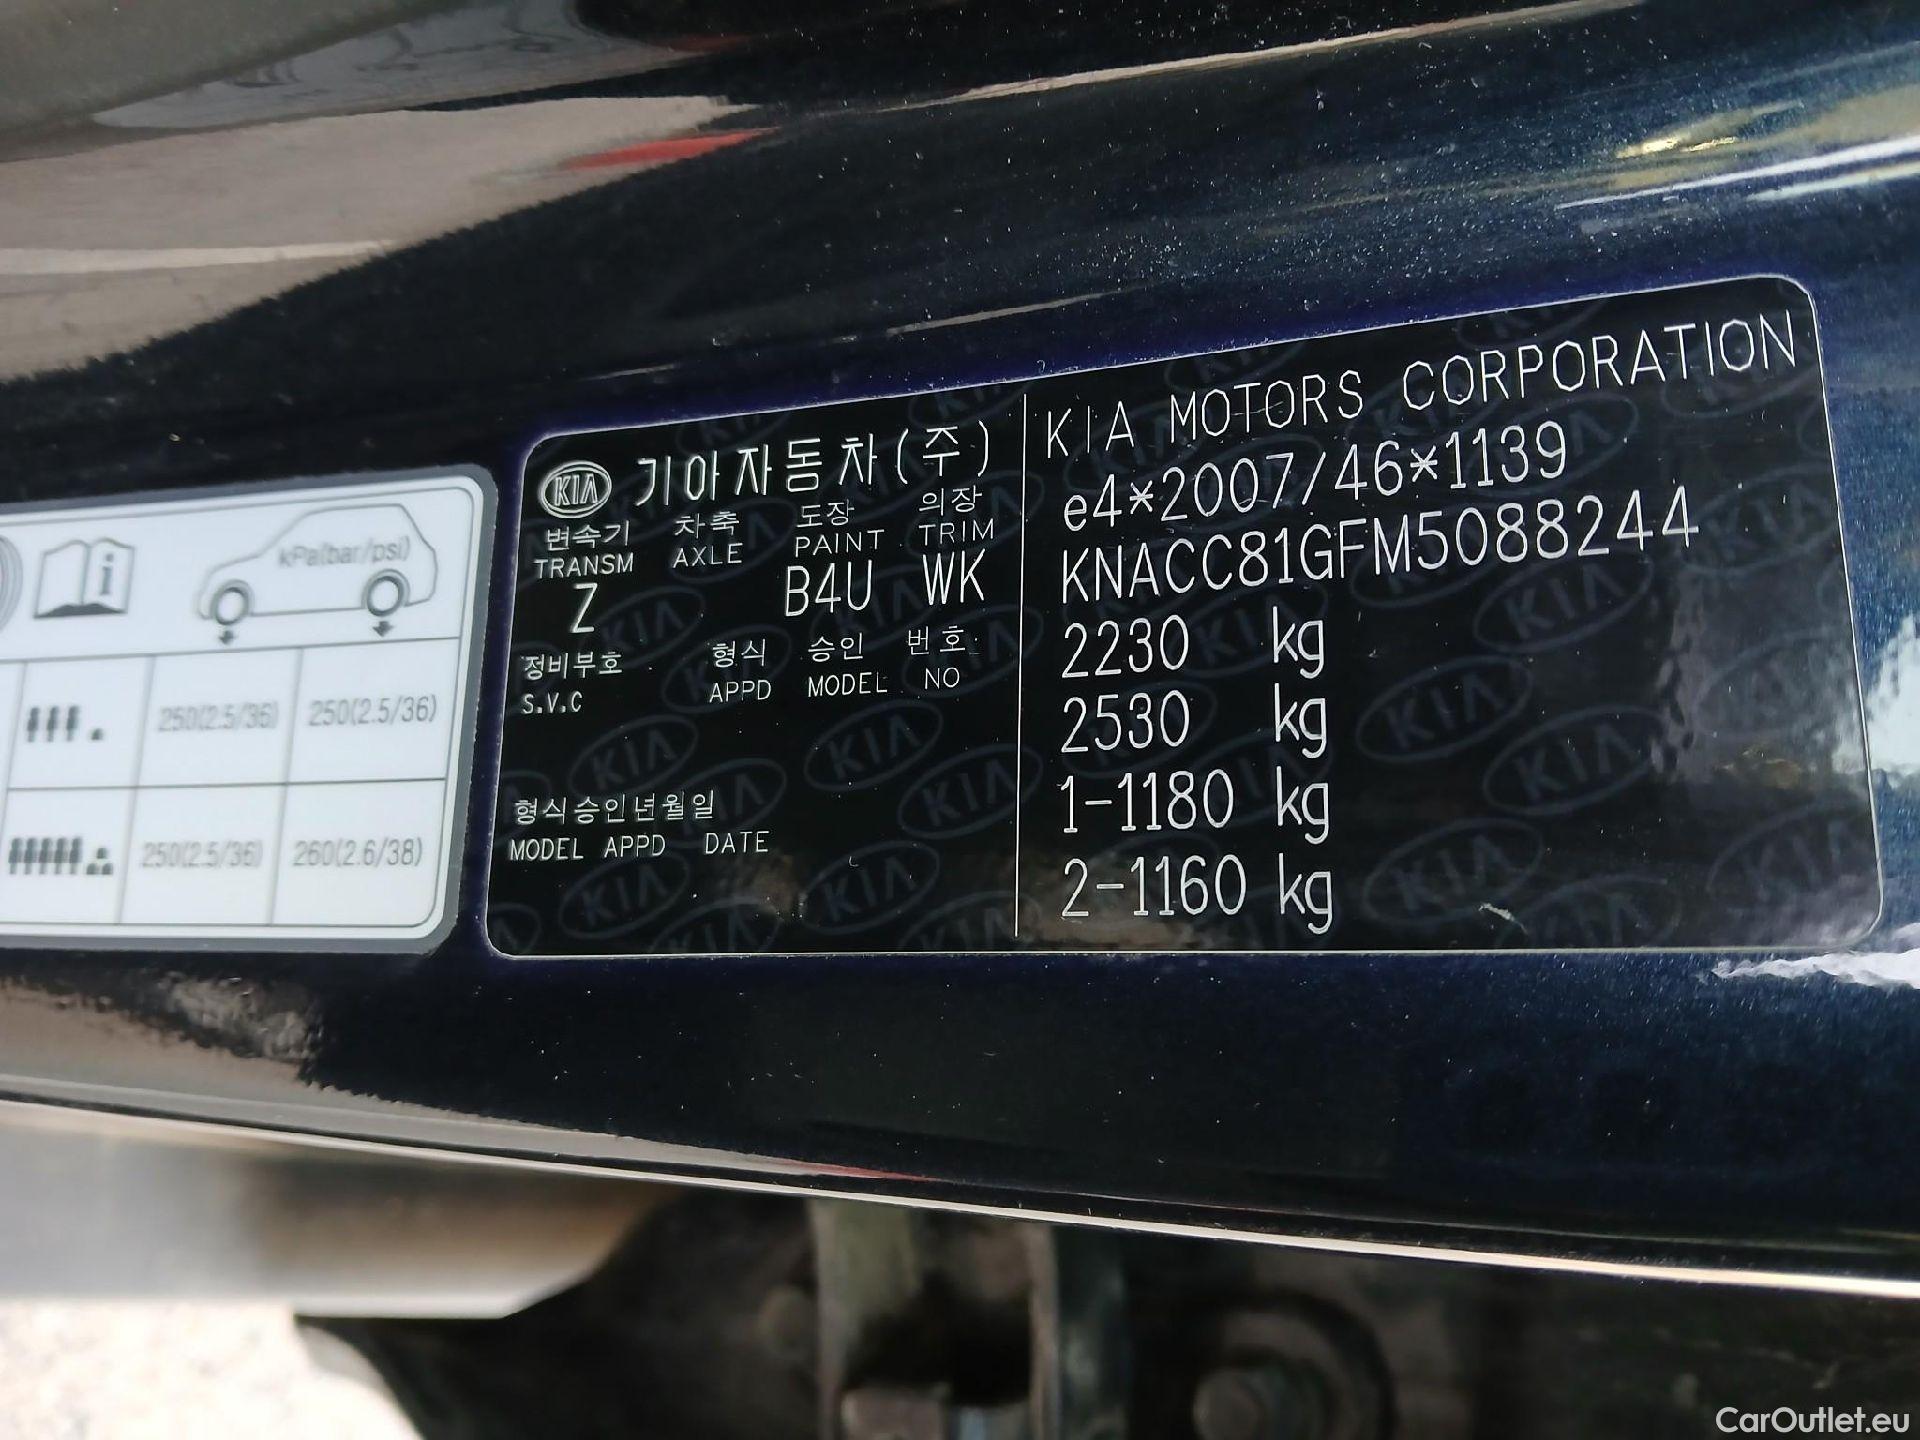 kPa(bar/psi)
250(2.5/36) 250(2.5/36)
250(2.5/36) 260(2.6/38)
KIA 기아자동차(주)
변속기 차축 도장 의장
TRANSM AXLE PAINT TRIM
Z B4U WK
정비부호 형식 승인 번호
S.V.C APPD MODEL NO
형식승인년월일
MODEL APPD DATE
KIA MOTORS CORPORATION
e4*2007/46*1139
KNACC81GFM5088244
2230 kg
2530 kg
1-1180 kg
2-1160 kg
CarOutlet.eu